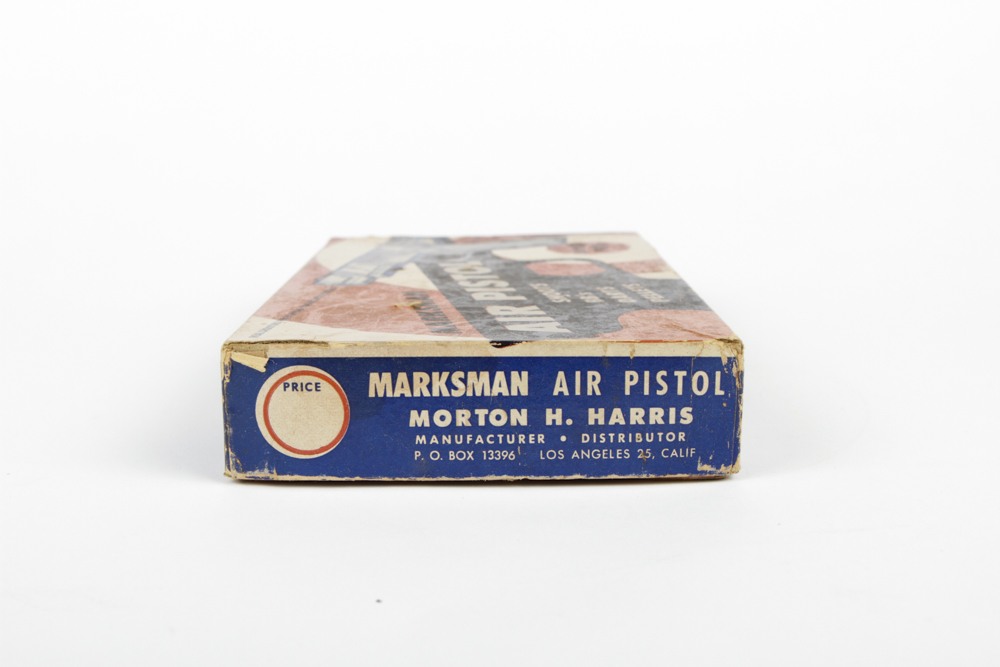 PRICE
MARKSMAN AIR PISTOL
MORTON H. HARRIS
MANUFACTURER • DISTRIBUTOR
P. O. BOX 13396 LOS ANGELES 25, CALIF
AIR PISTOL